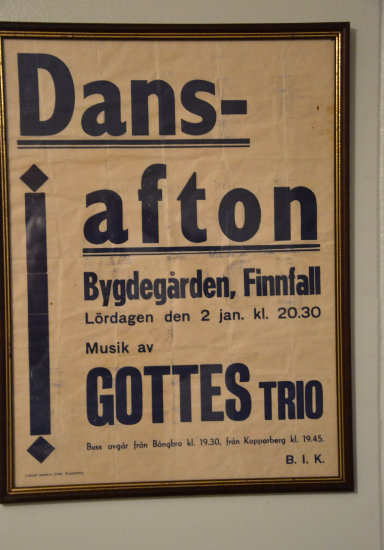 Dans-
afton
Bygdegården, Finnfall
Lördagen den 2 jan. kl. 20.30
Musik av
GOTTES TRIO
Buss avgår från Bångbro kl. 19.30, från Kopparberg kl. 19.45.
B. I. K.